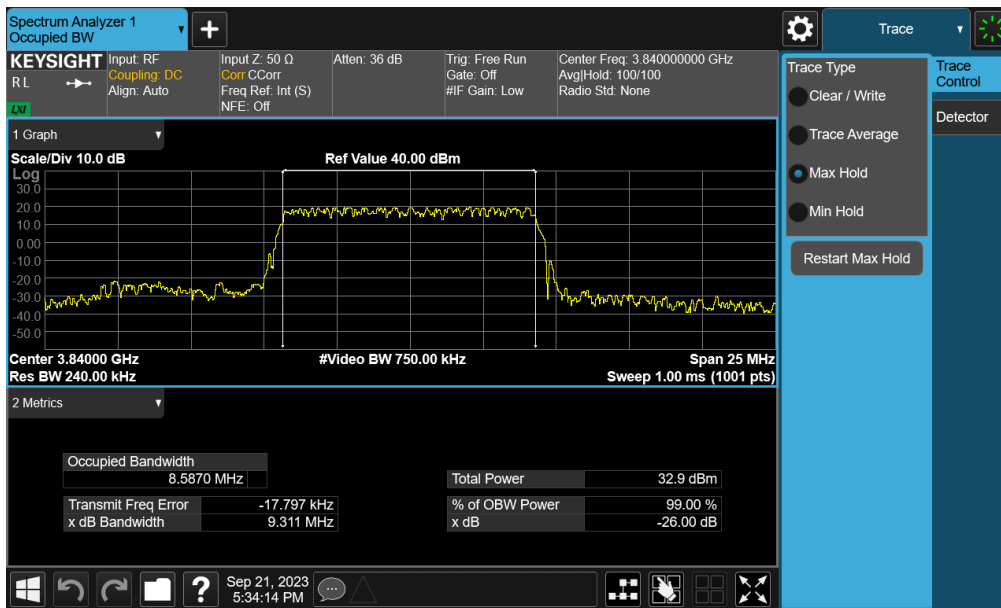 Spectrum Analyzer 1
Occupied BW
+
Trace
KEYSIGHT
R L
LXI
Input: RF
Coupling: DC
Align: Auto
Input Z: 50 Ω
Corr CCorr
Freq Ref: Int (S)
NFE: Off
Atten: 36 dB
Trig: Free Run
Gate: Off
#IF Gain: Low
Center Freq: 3.840000000 GHz
Avg|Hold: 100/100
Radio Std: None
Trace Type
Clear / Write
Trace Average
Max Hold
Min Hold
Restart Max Hold
Trace
Control
Detector
1 Graph
Scale/Div 10.0 dB
Ref Value 40.00 dBm
Log
30.0
20.0
10.0
0.00
-10.0
-20.0
-30.0
-40.0
-50.0
Center 3.84000 GHz
#Video BW 750.00 kHz
Span 25 MHz
Res BW 240.00 kHz
Sweep 1.00 ms (1001 pts)
2 Metrics
Occupied Bandwidth
8.5870 MHz
Total Power 32.9 dBm
Transmit Freq Error -17.797 kHz
% of OBW Power 99.00 %
x dB Bandwidth 9.311 MHz
x dB -26.00 dB
?
Sep 21, 2023
5:34:14 PM